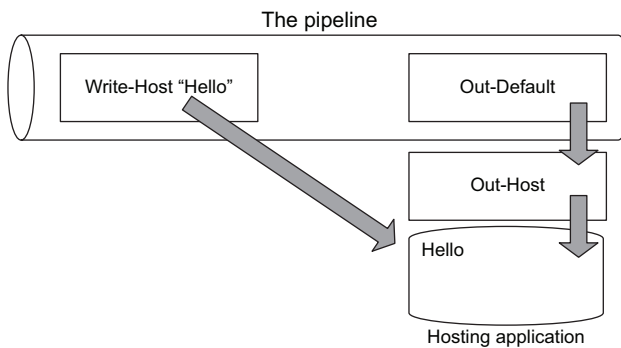 The pipeline
Write-Host “Hello”
Out-Default
Out-Host
Hello
Hosting application